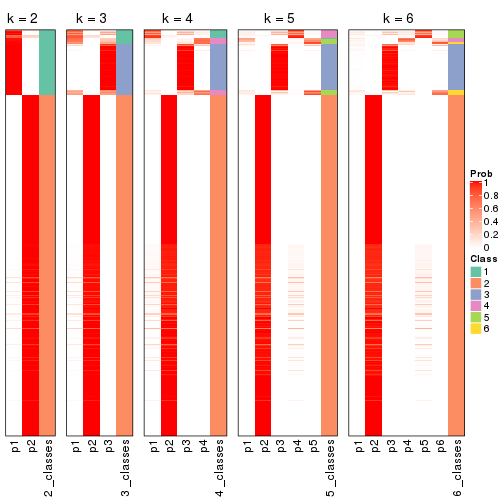 k = 2
k = 3
k = 4
k = 5
k = 6
Prob
1
0.8
0.6
0.4
0.2
0
Class
1
2
3
4
5
6
p1
p2
2_classes
p1
p2
p3
3_classes
p1
p2
p3
p4
4_classes
p1
p2
p3
p4
p5
5_classes
p1
p2
p3
p4
p5
p6
6_classes